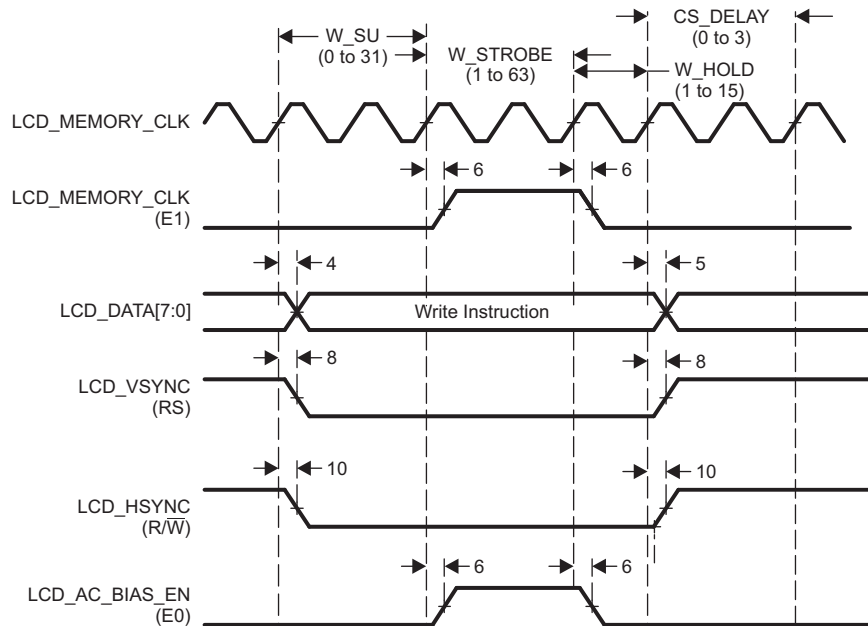 W_SU
(0 to 31)
W_STROBE
(1 to 63)
CS_DELAY
(0 to 3)
W_HOLD
(1 to 15)
LCD_MEMORY_CLK
LCD_MEMORY_CLK
(E1)
6
6
LCD_DATA[7:0]
4
Write Instruction
5
LCD_VSYNC
(RS)
8
8
LCD_HSYNC
(R/W̅)
10
10
LCD_AC_BIAS_EN
(E0)
6
6